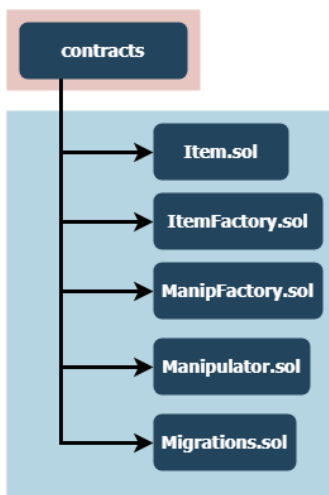 contracts
Item.sol
ItemFactory.sol
ManipFactory.sol
Manipulator.sol
Migrations.sol